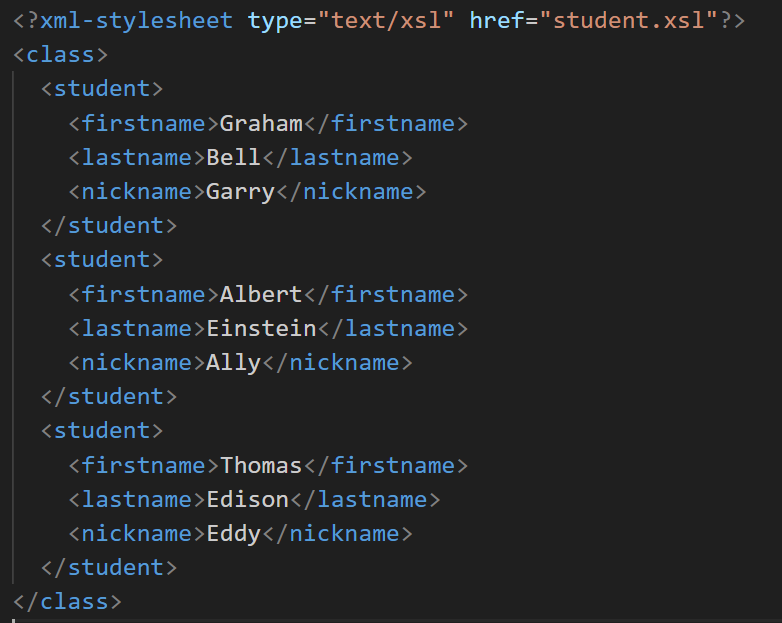 <?xml-stylesheet type="text/xsl" href="student.xsl"?>
<class>
  <student>
    <firstname>Graham</firstname>
    <lastname>Bell</lastname>
    <nickname>Garry</nickname>
  </student>
  <student>
    <firstname>Albert</firstname>
    <lastname>Einstein</lastname>
    <nickname>Ally</nickname>
  </student>
  <student>
    <firstname>Thomas</firstname>
    <lastname>Edison</lastname>
    <nickname>Eddy</nickname>
  </student>
</class>